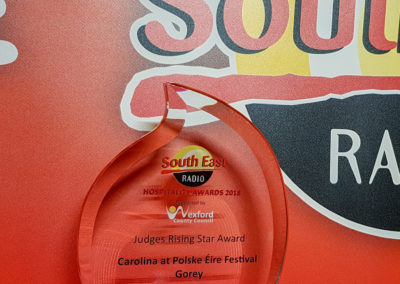 South
RADIO
South East
RADIO
HOSPITALITY AWARDS 2018
Wexford
County Council
Judges Rising Star Award
Carolina at Polske Éire Festival
Gorey